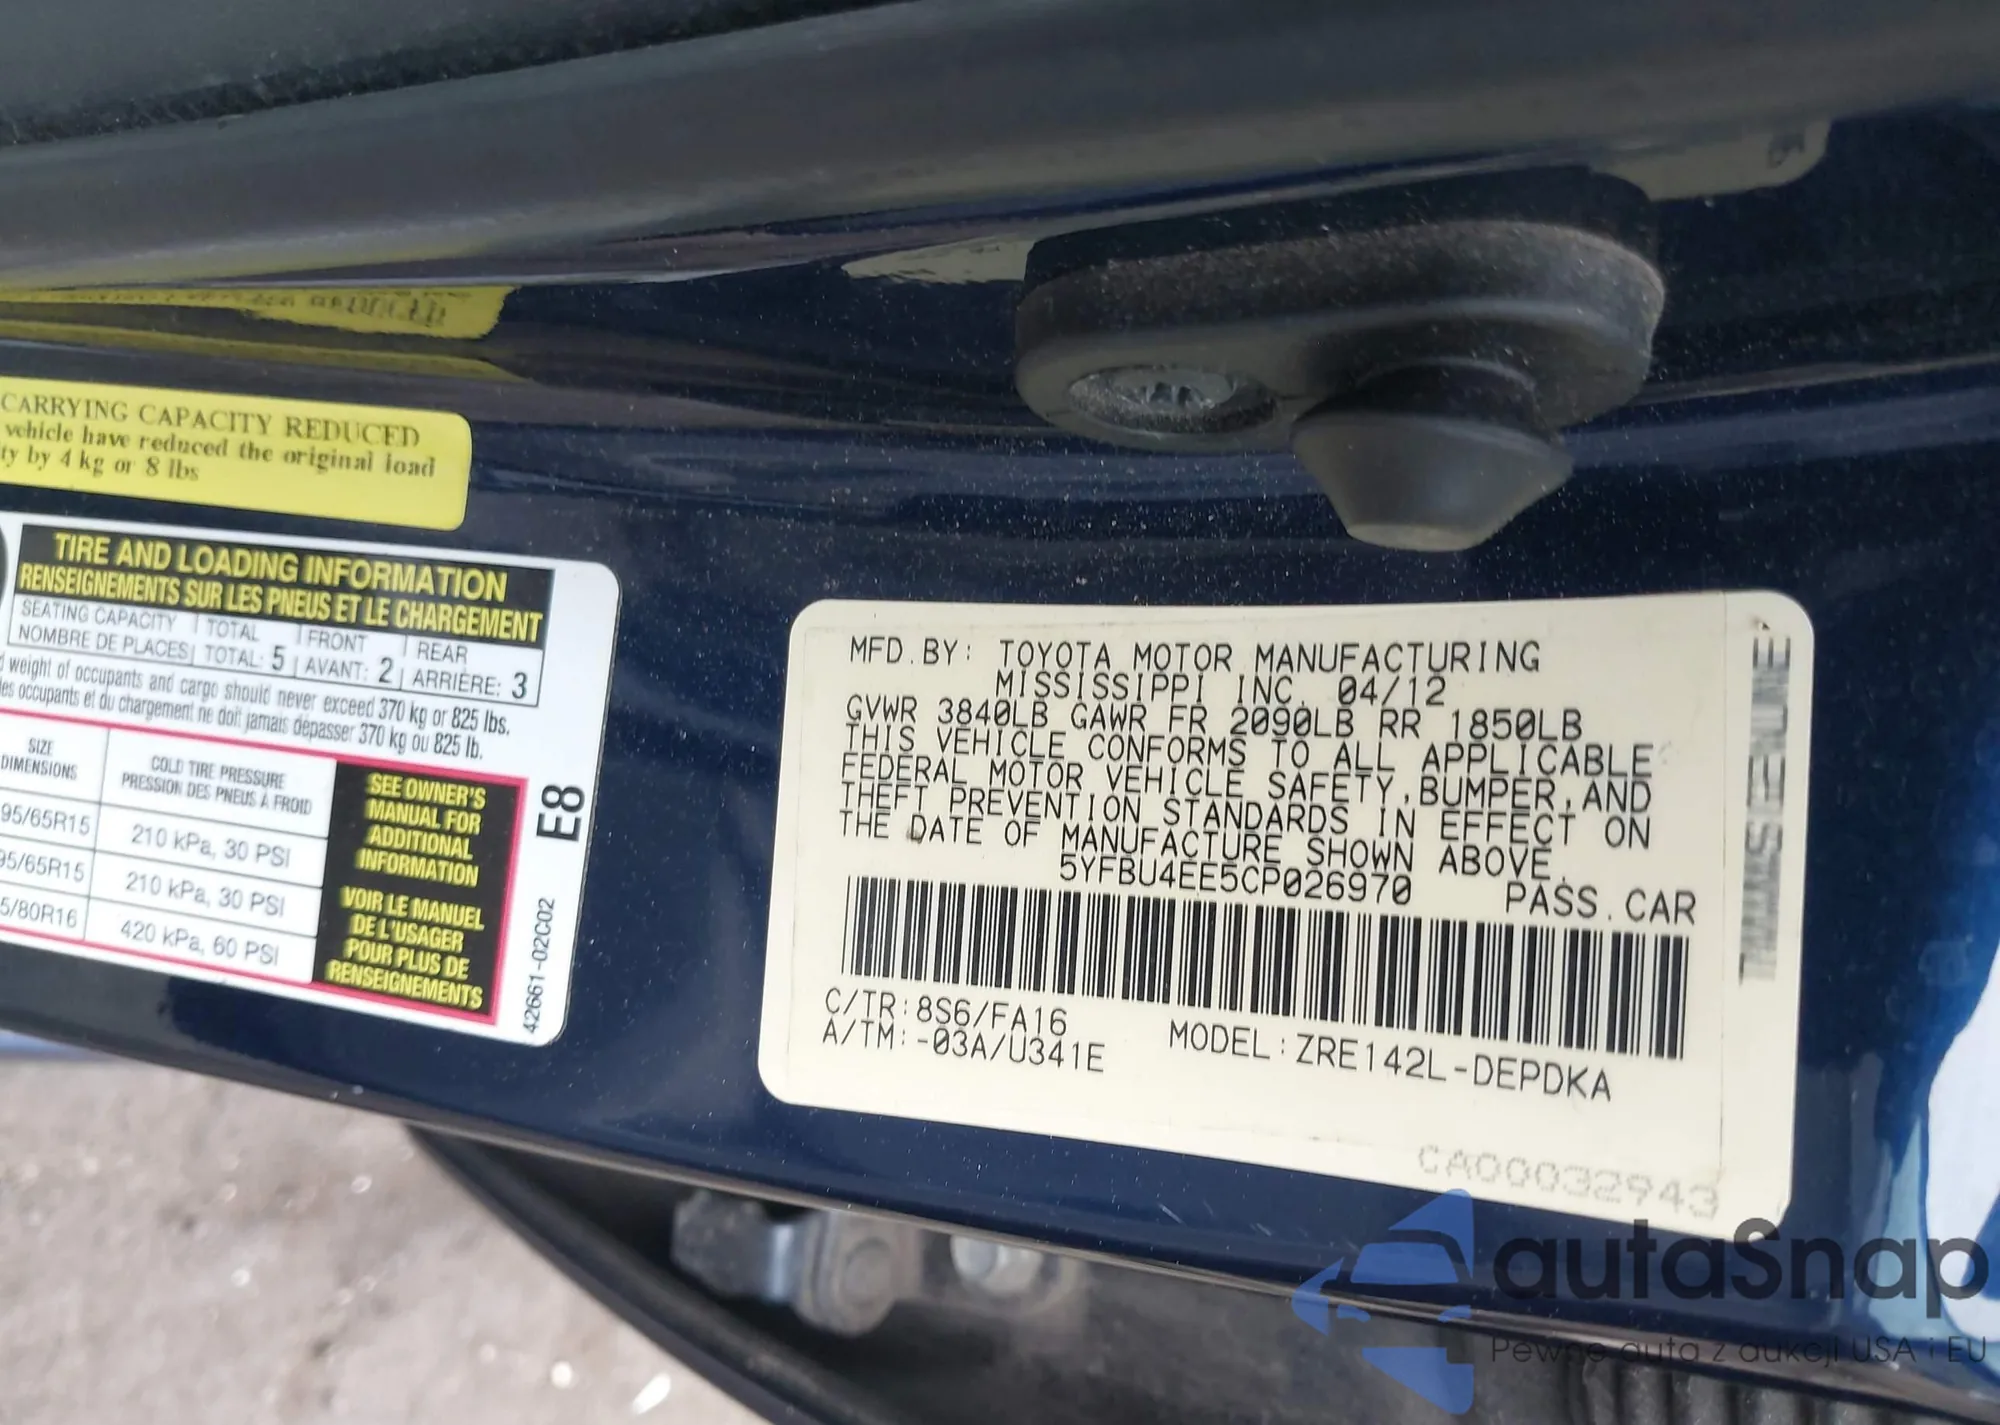 CARRYING CAPACITY REDUCED
vehicle have reduced the original load
ty by 4 kg or 8 lbs
TIRE AND LOADING INFORMATION
RENSEIGNEMENTS SUR LES PNEUS ET LE CHARGEMENT
SEATING CAPACITY TOTAL FRONT REAR
NOMBRE DE PLACES TOTAL: 5 AVANT: 2 ARRIÈRE: 3
weight of occupants and cargo should never exceed 370 kg or 825 lbs.
des occupants et du chargement ne doit jamais dépasser 370 kg ou 825 lb.
SIZE
DIMENSIONS
COLD TIRE PRESSURE
PRESSION DES PNEUS À FROID
95/65R15 210 kPa, 30 PSI
95/65R15 210 kPa, 30 PSI
5/80R16 420 kPa, 60 PSI
SEE OWNER'S
MANUAL FOR
ADDITIONAL
INFORMATION
VOIR LE MANUEL
DE L'USAGER
POUR PLUS DE
RENSEIGNEMENTS
E8
42661-02C02
MFD.BY: TOYOTA MOTOR MANUFACTURING
MISSISSIPPI INC. 04/12
GVWR 3840LB GAWR FR 2090LB RR 1850LB
THIS VEHICLE CONFORMS TO ALL APPLICABLE
FEDERAL MOTOR VEHICLE SAFETY,BUMPER,AND
THEFT PREVENTION STANDARDS IN EFFECT ON
THE DATE OF MANUFACTURE SHOWN ABOVE.
5YFBU4EE5CP026970 PASS.CAR
C/TR:8S6/FA16
A/TM:-03A/U341E MODEL:ZRE142L-DEPDKA
CA00032943
autaSnap
Pewne auta z aukcji USA i EU